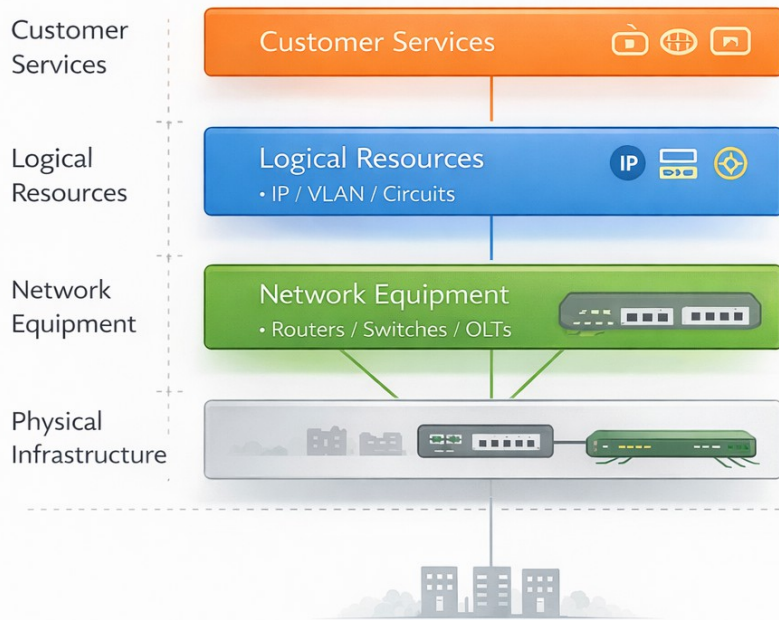 Customer
Services
Customer Services
Logical
Resources
Logical Resources
• IP / VLAN / Circuits
IP
Network
Equipment
Network Equipment
• Routers / Switches / OLTs
Physical
Infrastructure